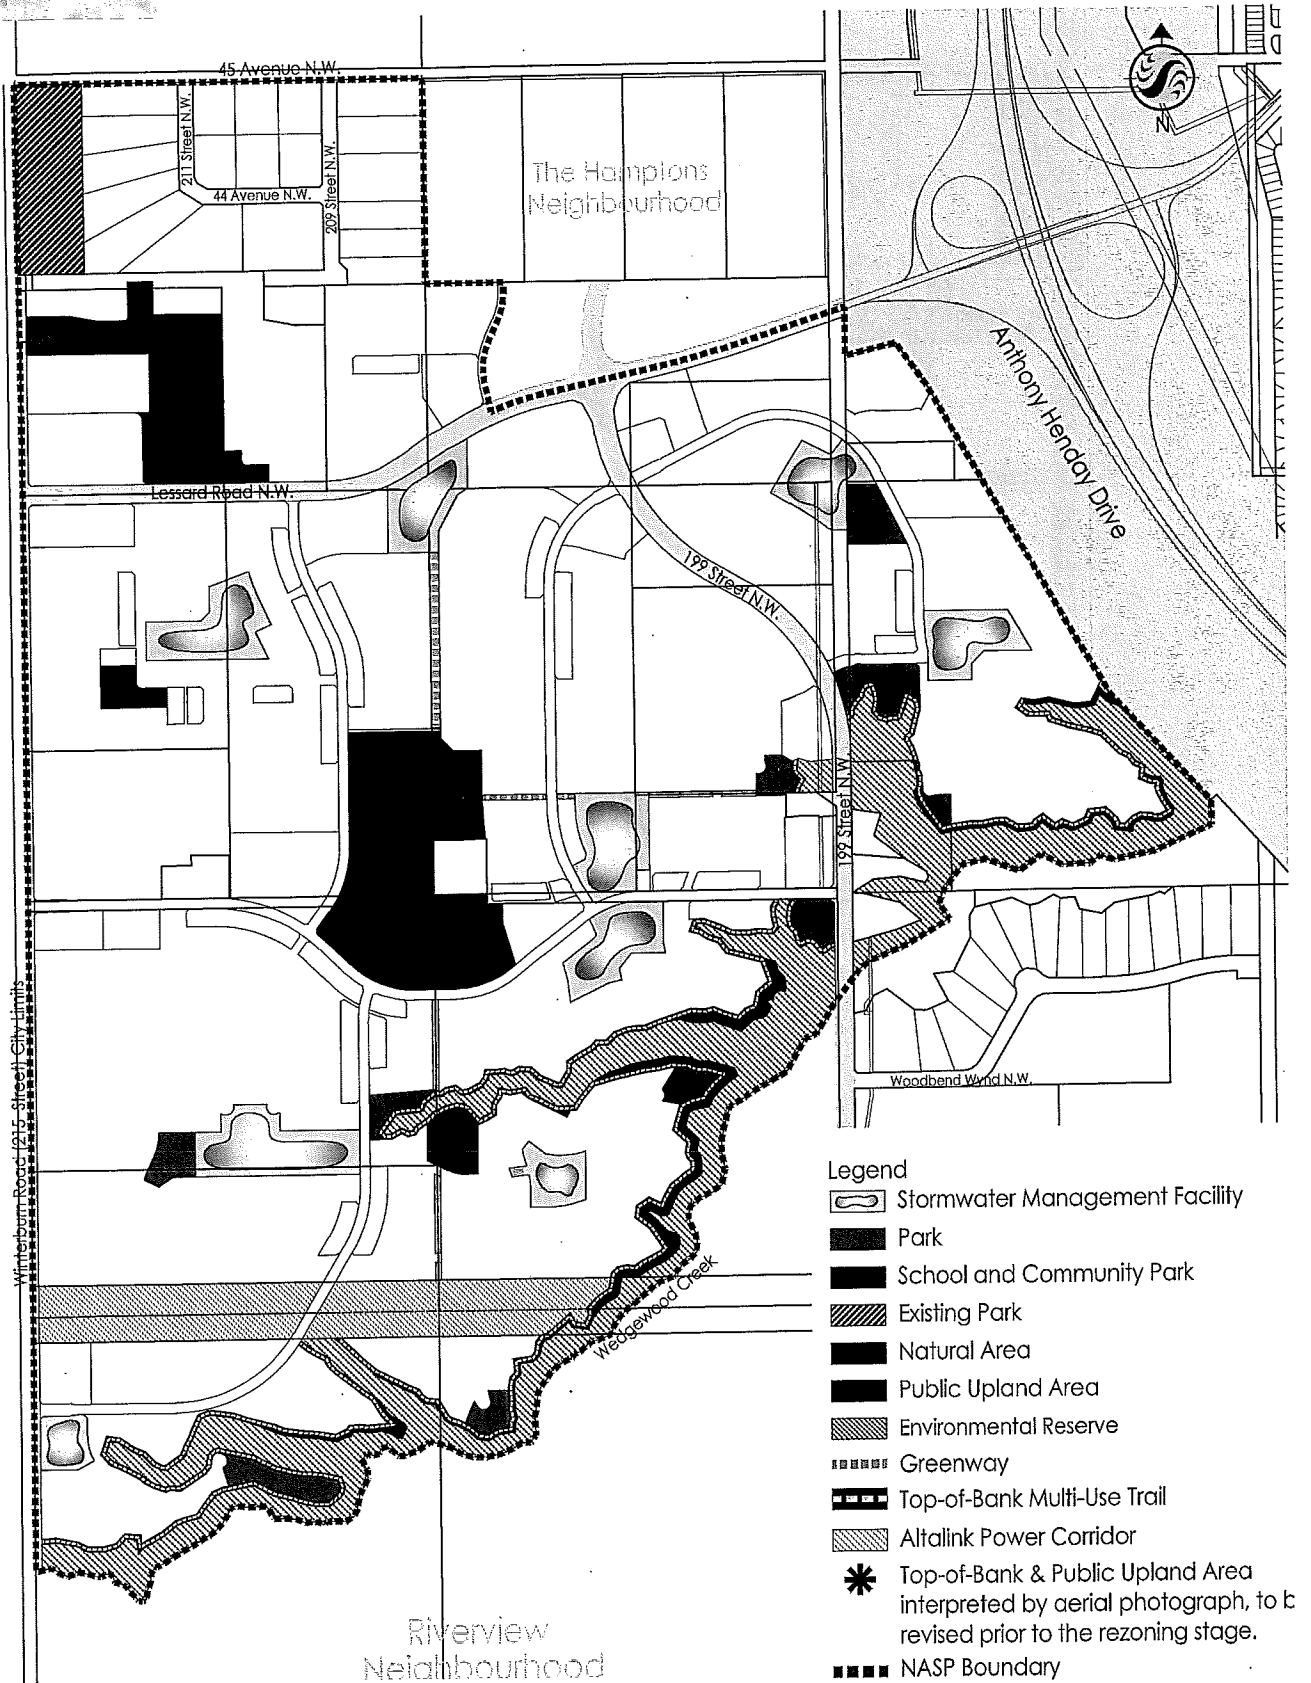 45 Avenue N.W.
211 Street N.W.
44 Avenue N.W.
209 Street N.W.
The Hamptons
Neighbourhood
N
Anthony Henday Drive
Lessard Road N.W.
199 Street N.W.
199 Street N.W.
Winterburn Road (215 Street) City Limits
Woodbend Wynd N.W.
Wedgewood Creek
Riverview
Neighbourhood
Legend
Stormwater Management Facility
Park
School and Community Park
Existing Park
Natural Area
Public Upland Area
Environmental Reserve
Greenway
Top-of-Bank Multi-Use Trail
Altalink Power Corridor
Top-of-Bank & Public Upland Area
interpreted by aerial photograph, to b
revised prior to the rezoning stage.
NASP Boundary